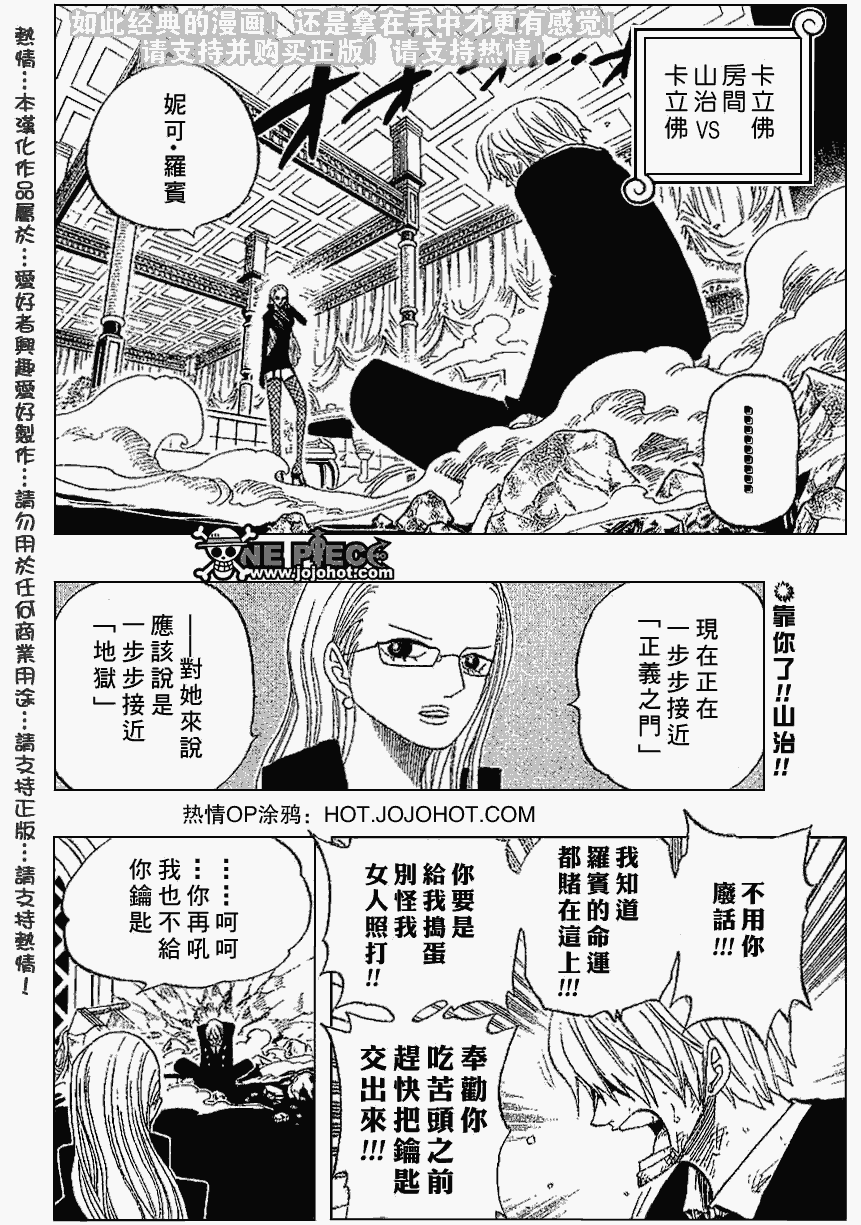 如此经典的漫画！还是拿在手中才更有感觉！
请支持并购买正版！请支持热情！
卡立佛
房間
山治VS
卡立佛
妮可·羅賓
………………
ONE PIECE
www.jojohot.com
靠你了!!山治!!
現在正在
一步步接近
「正義之門」
──對她來說
應該說是
一步步接近
「地獄」
热情OP涂鸦：HOT.JOJOHOT.COM
不用你
廢話!!!
我知道
羅賓的命運
都賭在這上!!!
你要是
給我搗蛋
別怪我
女人照打!!
奉勸你
吃苦頭之前
趕快把鑰匙
交出來!!!
……呵呵
…你再吼
我也不給
你鑰匙
熱情…本漢化作品屬於…愛好者興趣愛好製作…請勿用於任何商業用途…請支持正版…請支持熱情！